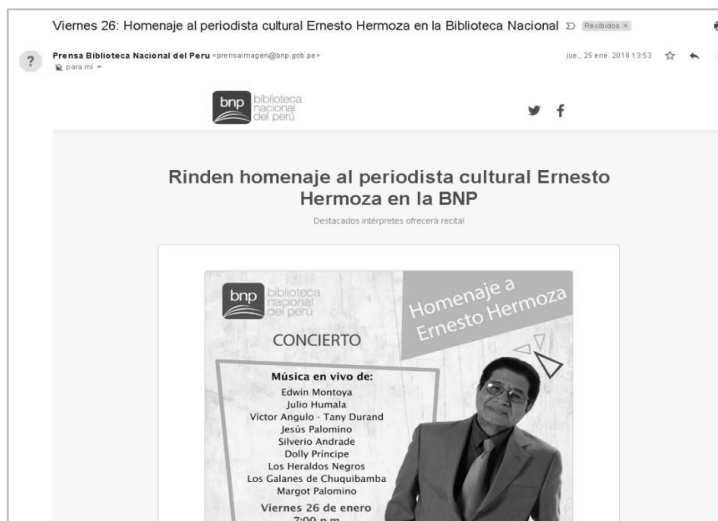 Viernes 26: Homenaje al periodista cultural Ernesto Hermoza en la Biblioteca Nacional Recibidos ×
Prensa Biblioteca Nacional del Peru <prensaimagen@bnp.gob.pe>
jue., 25 ene. 2018 13:53
para mí
bnp biblioteca
nacional
del perú
Rinden homenaje al periodista cultural Ernesto
Hermoza en la BNP
Destacados intérpretes ofrecerá recital
bnp biblioteca
nacional
del perú
Homenaje a
Ernesto Hermoza
CONCIERTO
Música en vivo de:
Edwin Montoya
Julio Humala
Víctor Angulo - Tany Durand
Jesús Palomino
Silverio Andrade
Dolly Príncipe
Los Heraldos Negros
Los Galanes de Chuquibamba
Margot Palomino
Viernes 26 de enero
7:00 p.m.